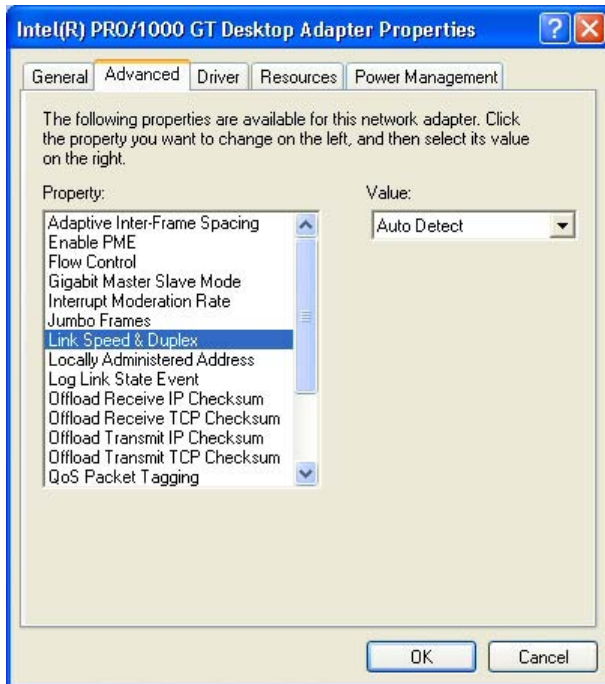 Intel(R) PRO/1000 GT Desktop Adapter Properties
General Advanced Driver Resources Power Management
The following properties are available for this network adapter. Click
the property you want to change on the left, and then select its value
on the right.
Property:
Adaptive Inter-Frame Spacing
Enable PME
Flow Control
Gigabit Master Slave Mode
Interrupt Moderation Rate
Jumbo Frames
Link Speed & Duplex
Locally Administered Address
Log Link State Event
Offload Receive IP Checksum
Offload Receive TCP Checksum
Offload Transmit IP Checksum
Offload Transmit TCP Checksum
QoS Packet Tagging
Value:
Auto Detect
OK Cancel